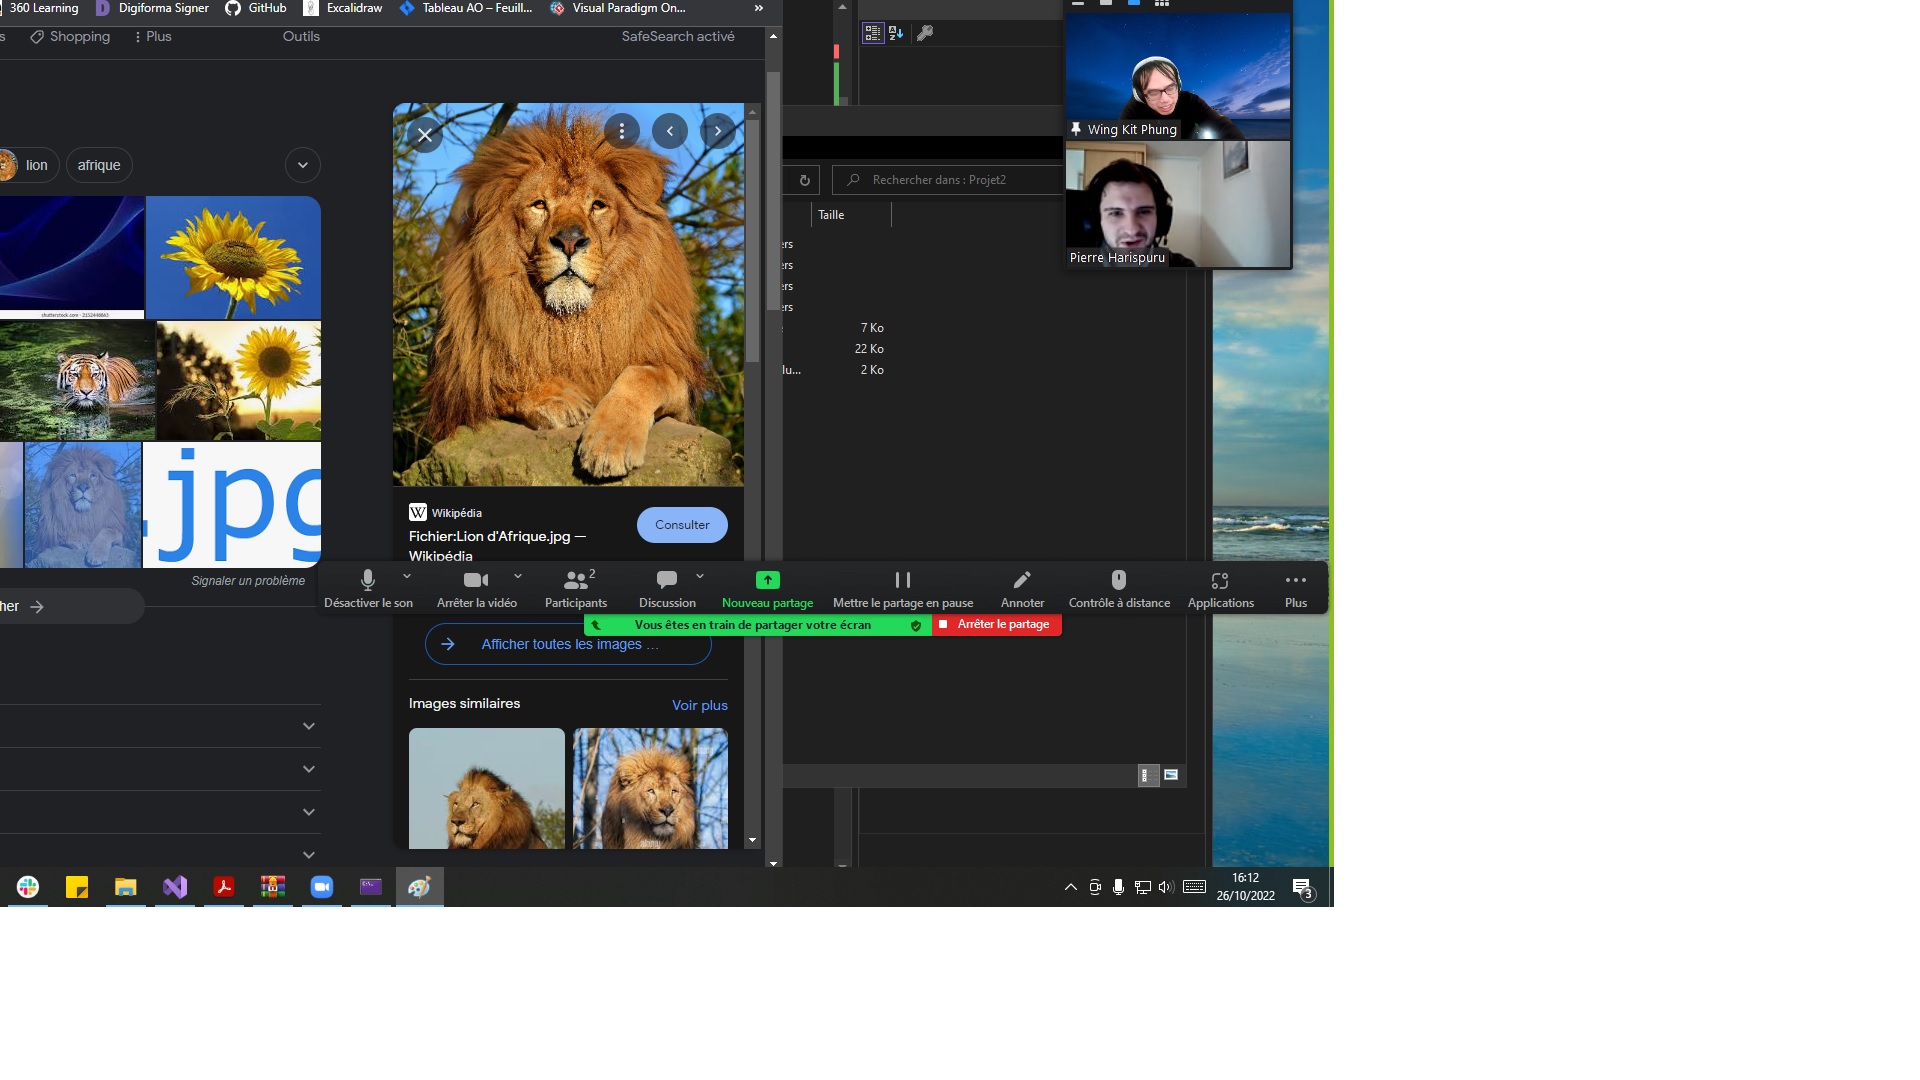 360 Learning
Digiforma Signer
GitHub
Excalidraw
Tableau AO – Feuill...
Visual Paradigm On...
»
s
Shopping
Plus
Outils
SafeSearch activé
lion
afrique
.jpg
Signaler un problème
her
Wikipédia
Consulter
Fichier:Lion d'Afrique.jpg —
Wikipédia
Rechercher dans : Projet2
Taille
ers
ers
ers
ers
7 Ko
22 Ko
lu...
2 Ko
Wing Kit Phung
Pierre Harispuru
2
Désactiver le son
Arrêter la vidéo
Participants
Discussion
Nouveau partage
Mettre le partage en pause
Annoter
Contrôle à distance
Applications
Plus
Vous êtes en train de partager votre écran
Arrêter le partage
Afficher toutes les images ...
Images similaires
Voir plus
16:12
26/10/2022
3